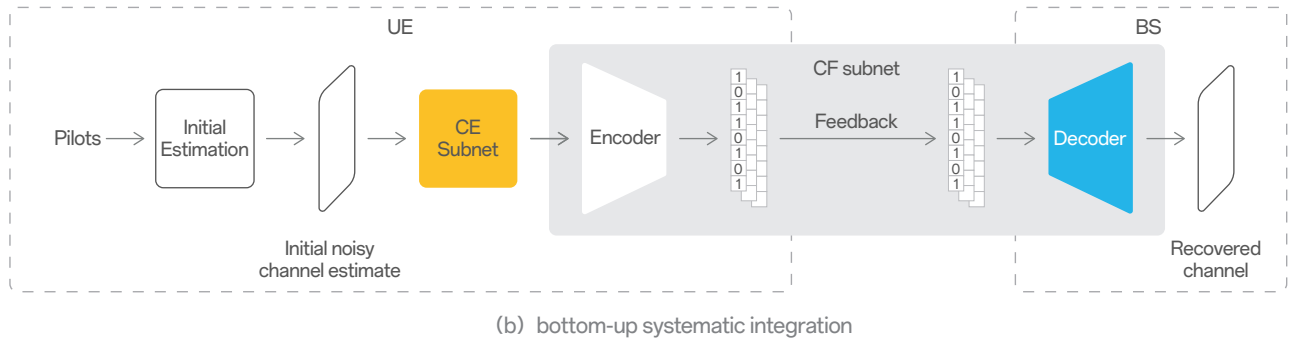 UE
BS
CF subnet
Pilots
Initial
Estimation
CE
Subnet
Encoder
1
0
1
1
0
1
0
1
Feedback
1
0
1
1
0
1
0
1
Decoder
Initial noisy
channel estimate
Recovered
channel
(b) bottom-up systematic integration